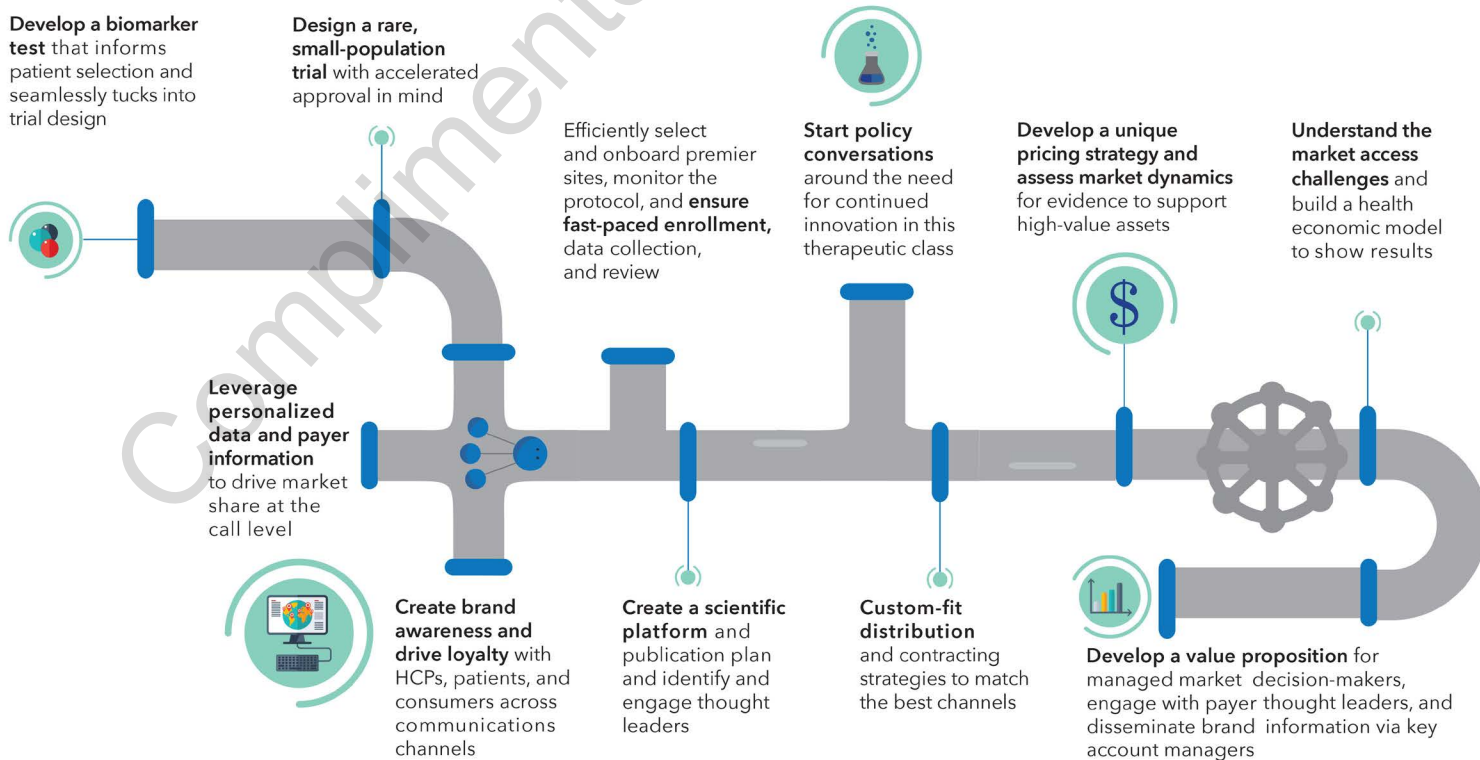 Develop a biomarker
test that informs
patient selection and
seamlessly tucks into
trial design
Design a rare,
small-population
trial with accelerated
approval in mind
Efficiently select
and onboard premier
sites, monitor the
protocol, and ensure
fast-paced enrollment,
data collection,
and review
Start policy
conversations
around the need
for continued
innovation in this
therapeutic class
Develop a unique
pricing strategy and
assess market dynamics
for evidence to support
high-value assets
Understand the
market access
challenges and
build a health
economic model
to show results
$
Leverage
personalized
data and payer
information
to drive market
share at the
call level
Create brand
awareness and
drive loyalty with
HCPs, patients, and
consumers across
communications
channels
Create a scientific
platform and
publication plan
and identify and
engage thought
leaders
Custom-fit
distribution
and contracting
strategies to match
the best channels
Develop a value proposition for
managed market decision-makers,
engage with payer thought leaders, and
disseminate brand information via key
account managers